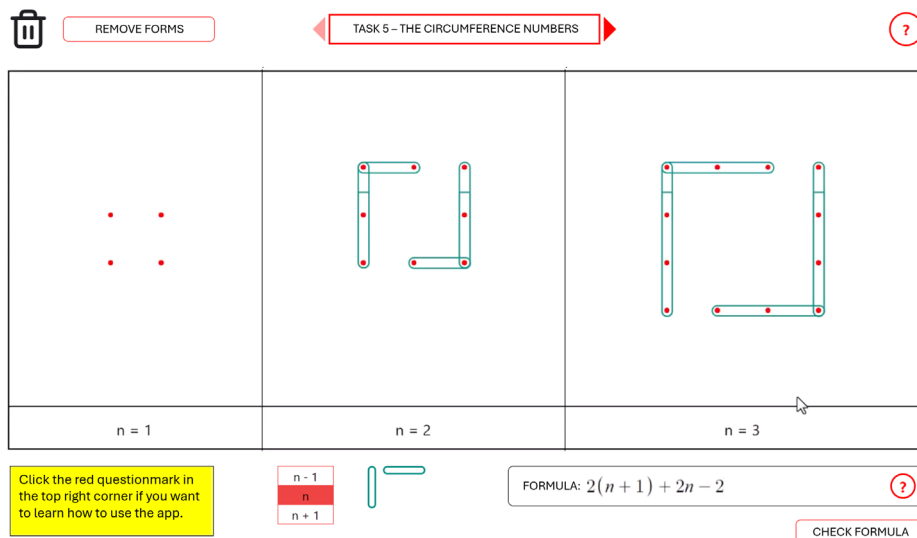 REMOVE FORMS
TASK 5 – THE CIRCUMFERENCE NUMBERS
?
n = 1
n = 2
n = 3
Click the red questionmark in
the top right corner if you want
to learn how to use the app.
n - 1
n
n + 1
FORMULA: 2(n + 1) + 2n − 2
?
CHECK FORMULA